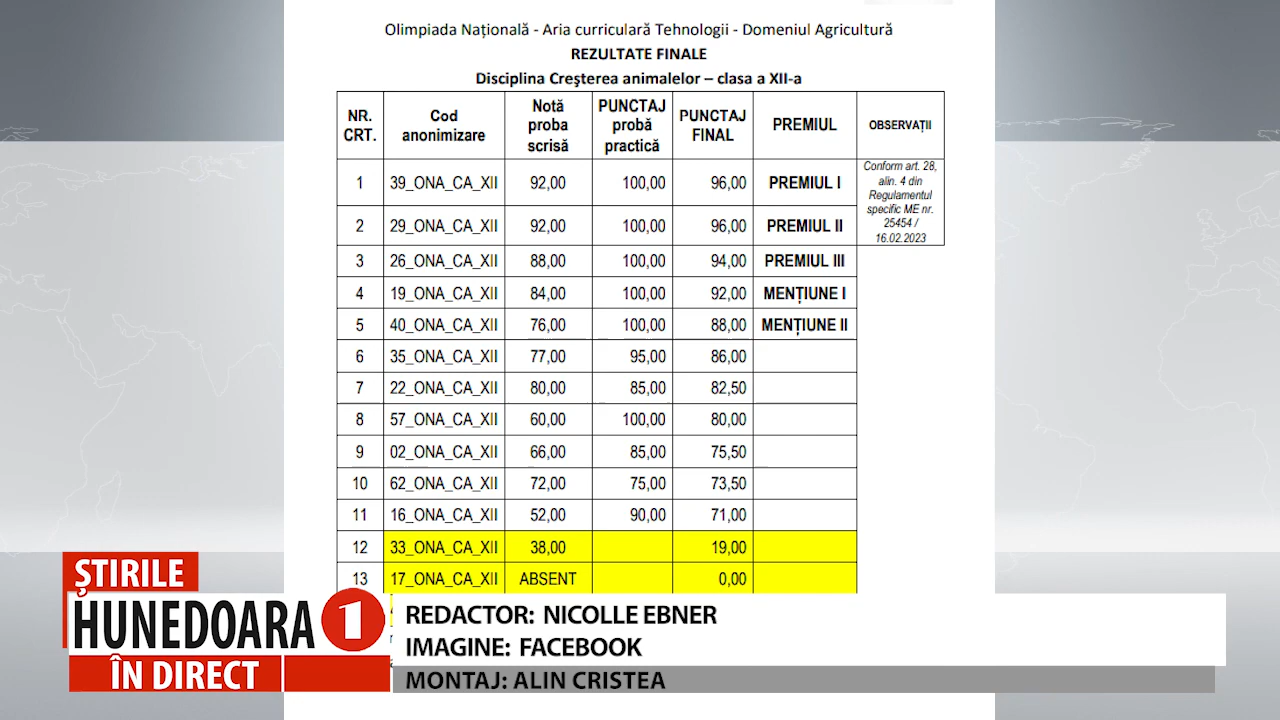 Olimpiada Națională - Aria curriculară Tehnologii - Domeniul Agricultură
REZULTATE FINALE
Disciplina Creşterea animalelor – clasa a XII-a
NR. CRT. Cod anonimizare Notă proba scrisă PUNCTAJ probă practică PUNCTAJ FINAL PREMIUL OBSERVAȚII
1 39_ONA_CA_XII 92,00 100,00 96,00 PREMIUL I
2 29_ONA_CA_XII 92,00 100,00 96,00 PREMIUL II
Conform art. 28,
alin. 4 din
Regulamentul
specific ME nr.
25454 /
16.02.2023
3 26_ONA_CA_XII 88,00 100,00 94,00 PREMIUL III
4 19_ONA_CA_XII 84,00 100,00 92,00 MENȚIUNE I
5 40_ONA_CA_XII 76,00 100,00 88,00 MENȚIUNE II
6 35_ONA_CA_XII 77,00 95,00 86,00
7 22_ONA_CA_XII 80,00 85,00 82,50
8 57_ONA_CA_XII 60,00 100,00 80,00
9 02_ONA_CA_XII 66,00 85,00 75,50
10 62_ONA_CA_XII 72,00 75,00 73,50
11 16_ONA_CA_XII 52,00 90,00 71,00
12 33_ONA_CA_XII 38,00 19,00
13 17_ONA_CA_XII ABSENT 0,00
ȘTIRILE
HUNEDOARA 1
ÎN DIRECT
REDACTOR: NICOLLE EBNER
IMAGINE: FACEBOOK
MONTAJ: ALIN CRISTEA